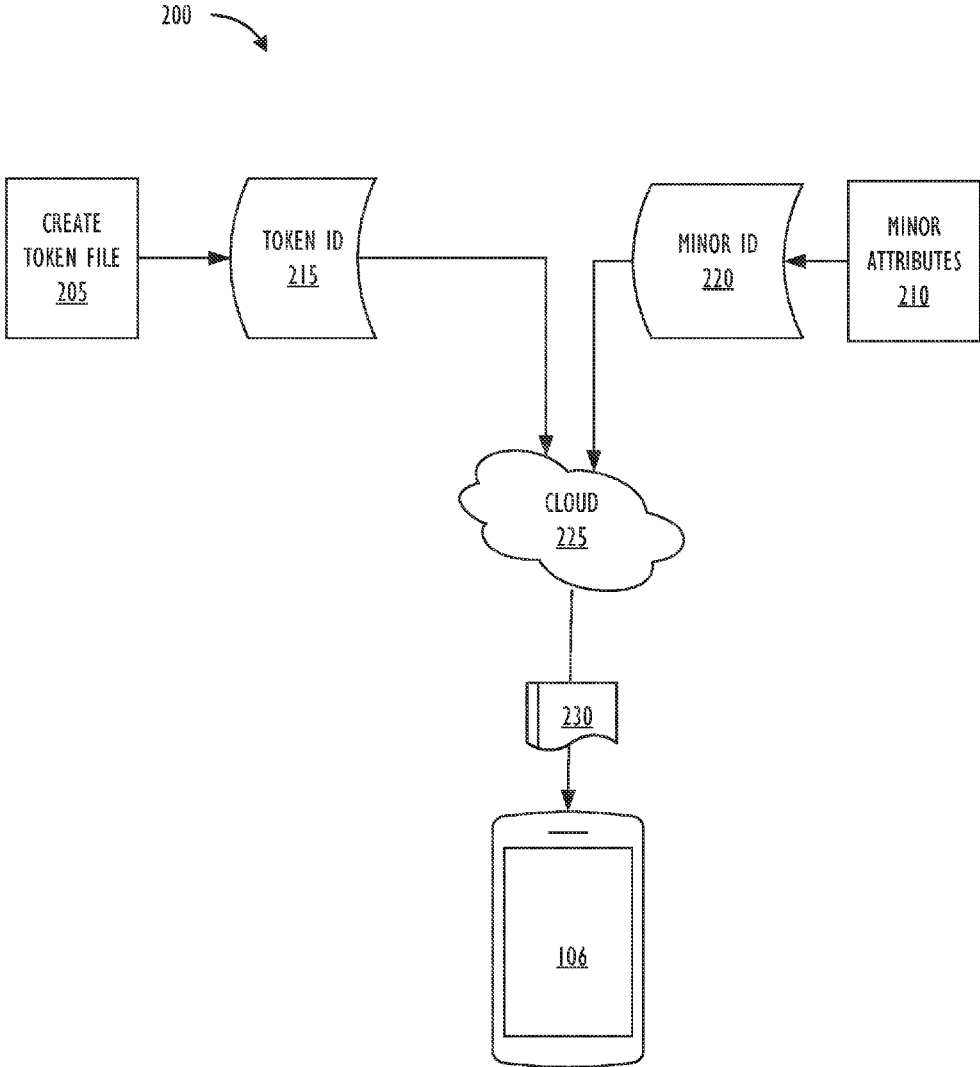 200
CREATE
TOKEN FILE
205
TOKEN ID
215
MINOR ID
220
MINOR
ATTRIBUTES
210
CLOUD
225
230
106